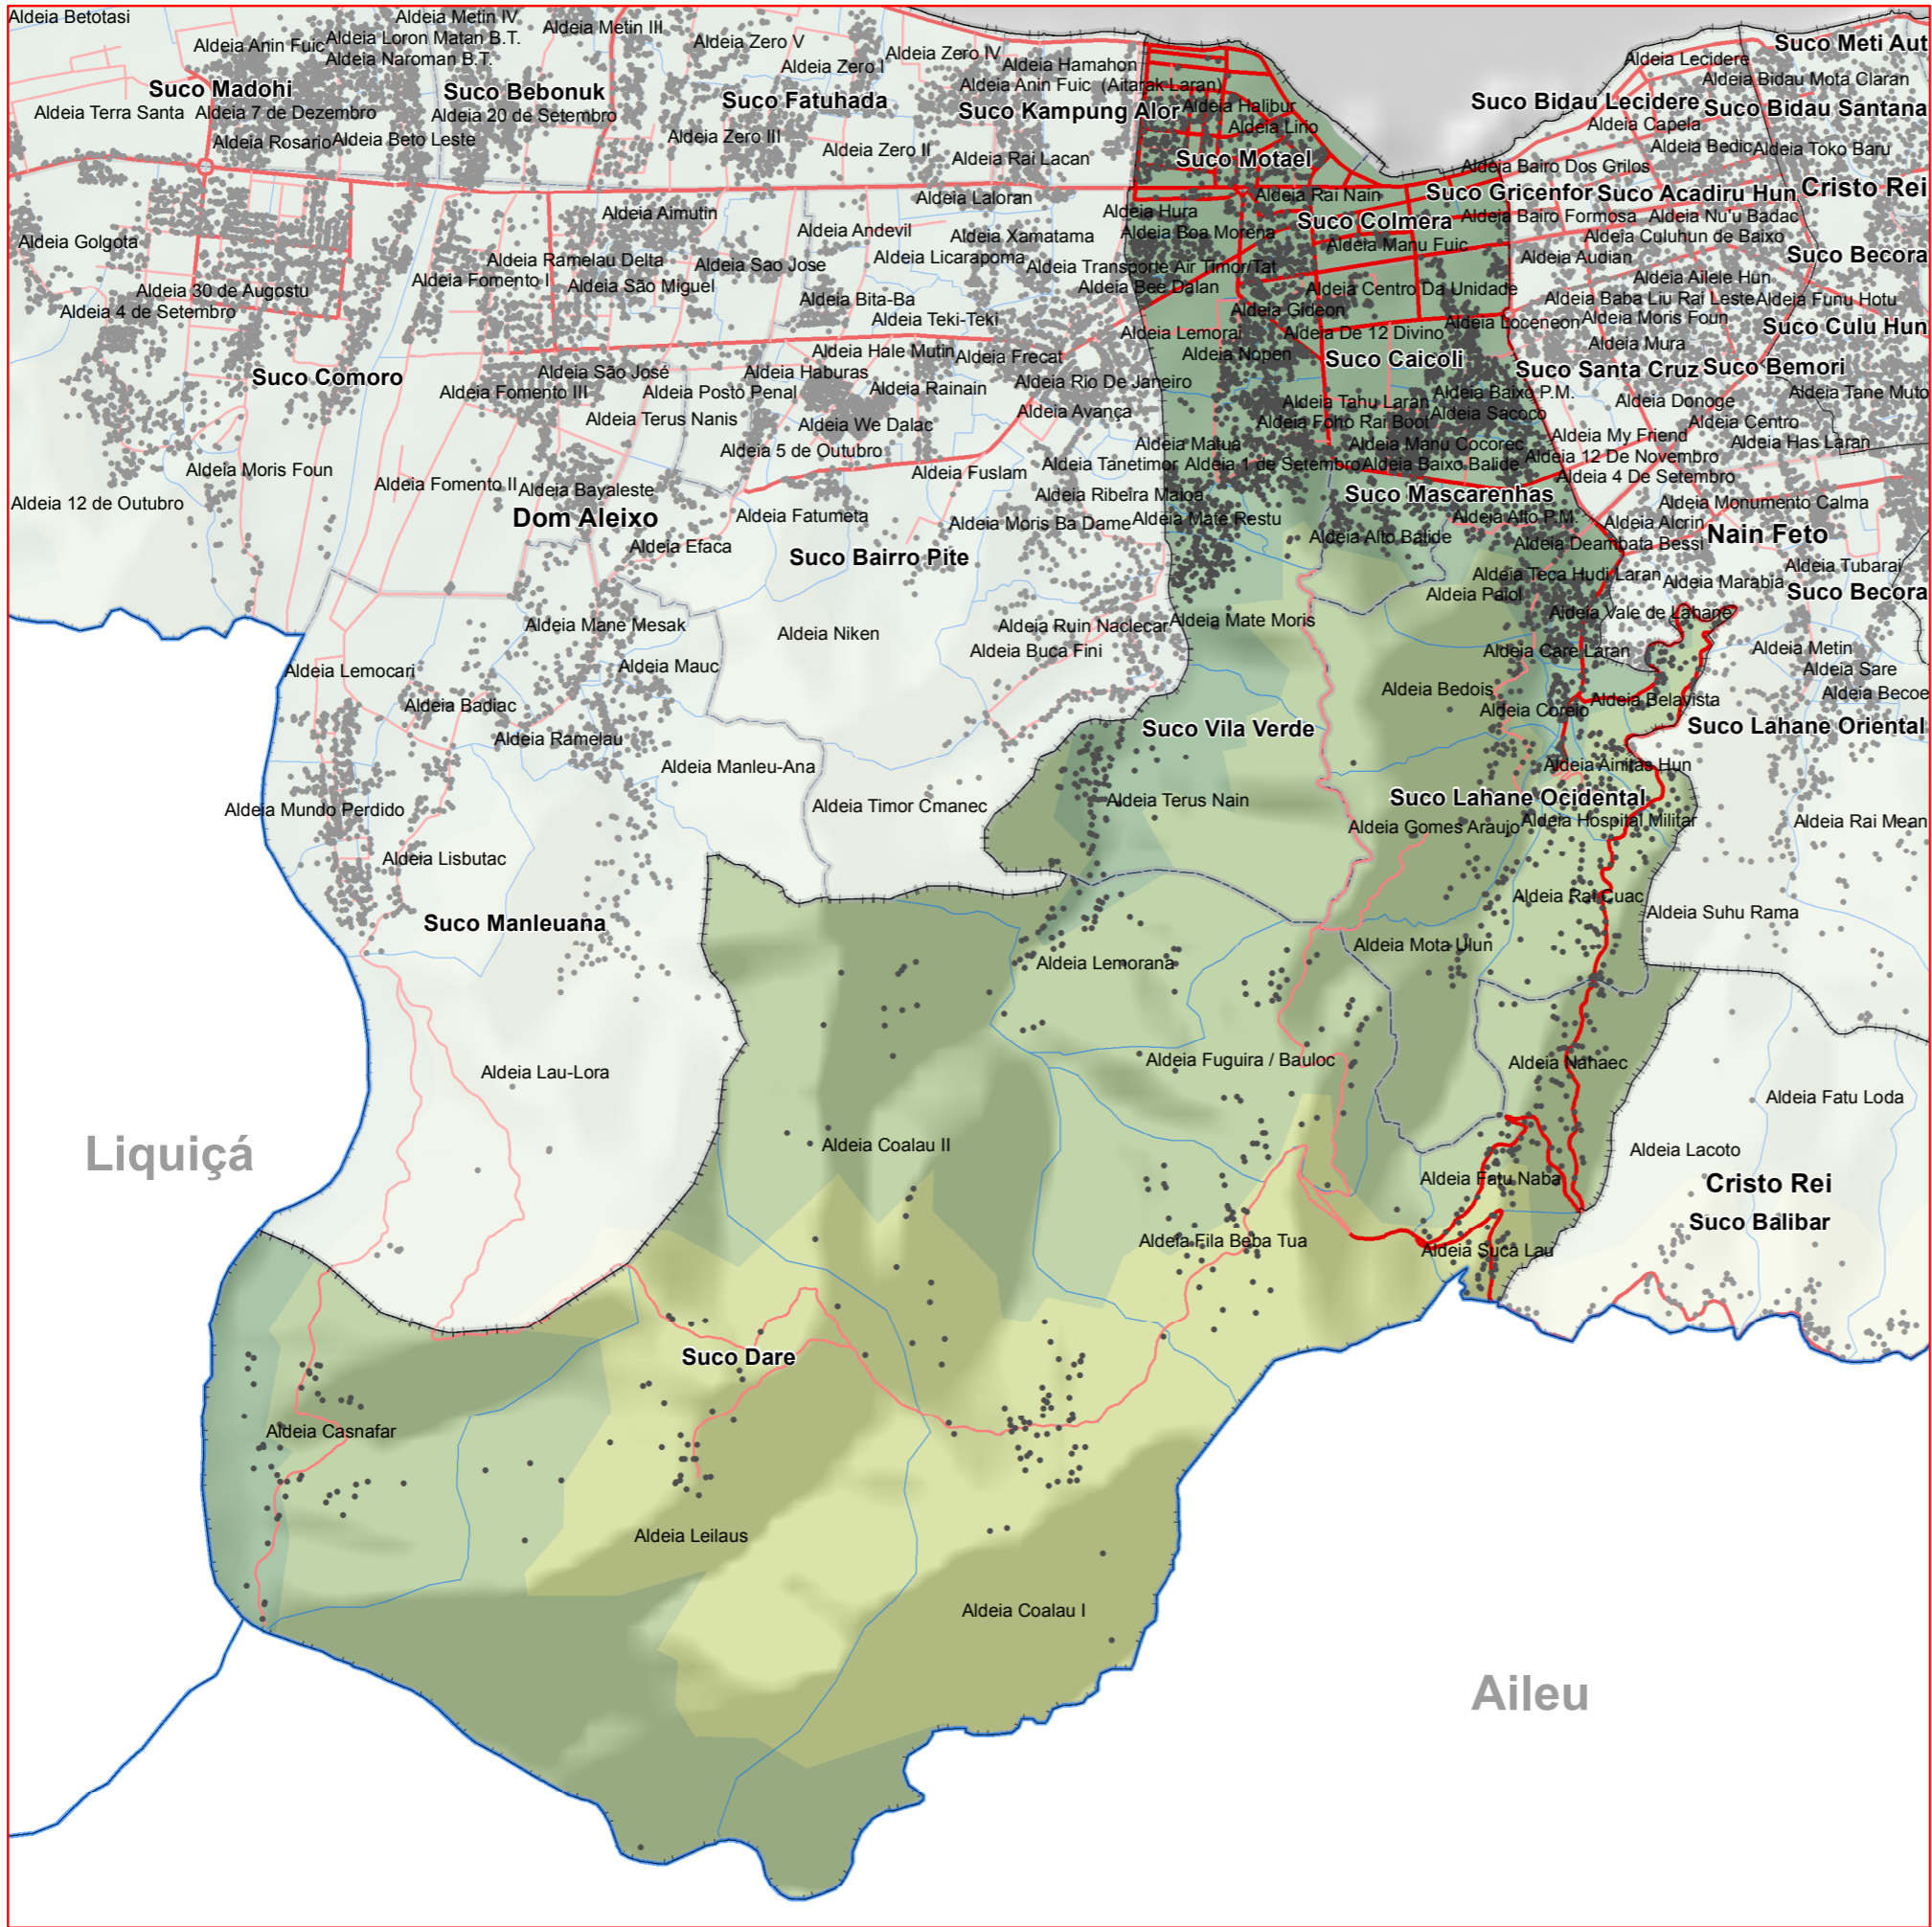 Aldeia Betotasi
Aldeia Metin IV
Aldeia Metin III
Aldeia Anin Fuic
Aldeia Loron Matan B.T.
Aldeia Naroman B.T.
Aldeia Zero V
Aldeia Zero IV
Aldeia Zero I
Aldeia Hamahon
Aldeia Anin Fuic (Aitarak Laran)
Suco Meti Aut
Aldeia Lecidere
Aldeia Bidau Mota Claran
Suco Madohi
Suco Bebonuk
Suco Fatuhada
Suco Kampung Alor
Aldeia Halibur
Suco Bidau Lecidere
Suco Bidau Santana
Aldeia Terra Santa
Aldeia 7 de Dezembro
Aldeia 20 de Setembro
Aldeia Lirio
Aldeia Capela
Aldeia Rosario
Aldeia Beto Leste
Aldeia Zero III
Aldeia Zero II
Aldeia Rai Lacan
Suco Motael
Aldeia Bedic
Aldeia Toko Baru
Aldeia Bairo Dos Grilos
Aldeia Laloran
Aldeia Rai Nain
Suco Gricenfor
Suco Acadiru Hun
Cristo Rei
Aldeia Aimutin
Aldeia Hura
Suco Colmera
Aldeia Bairo Formosa
Aldeia Nu'u Badac
Aldeia Golgota
Aldeia Andevil
Aldeia Xamatama
Aldeia Boa Morena
Aldeia Manu Fuic
Aldeia Culuhun de Baixo
Aldeia Ramelau Delta
Aldeia Sao Jose
Aldeia Licarapoma
Aldeia Transporte Air Timor/Tat
Aldeia Audian
Suco Becora
Aldeia Fomento I
Aldeia São Miguel
Aldeia Bee Dalan
Aldeia Centro Da Unidade
Aldeia Ailele Hun
Aldeia 30 de Augostu
Aldeia 4 de Setembro
Aldeia Bita-Ba
Aldeia Teki-Teki
Aldeia Gideon
Aldeia Baba Liu Rai Leste
Aldeia Funu Hotu
Aldeia Lemorai
Aldeia De 12 Divino
Aldeia Loceneon
Aldeia Moris Foun
Suco Culu Hun
Aldeia Hale Mutin
Aldeia Frecat
Aldeia Nopen
Suco Caicoli
Aldeia Mura
Suco Comoro
Aldeia São José
Aldeia Haburas
Suco Santa Cruz
Suco Bemori
Aldeia Fomento III
Aldeia Posto Penal
Aldeia Rainain
Aldeia Rio De Janeiro
Aldeia Baixo P.M.
Aldeia Tane Muto
Aldeia Terus Nanis
Aldeia We Dalac
Aldeia Avança
Aldeia Tahu Laran
Aldeia Sacoco
Aldeia Donoge
Aldeia Foho Rai Boot
Aldeia Centro
Aldeia 5 de Outubro
Aldeia Matua
Aldeia Manu Cocorec
Aldeia My Friend
Aldeia Has Laran
Aldeia Moris Foun
Aldeia Fuslam
Aldeia Tanetimor
Aldeia 1 de Setembro
Aldeia Baixo Balide
Aldeia 12 De Novembro
Aldeia Fomento II
Aldeia Bayaleste
Aldeia 4 De Setembro
Aldeia 12 de Outubro
Aldeia Ribeira Maloa
Suco Mascarenhas
Aldeia Monumento Calma
Dom Aleixo
Aldeia Fatumeta
Aldeia Moris Ba Dame
Aldeia Mate Restu
Aldeia Alto P.M.
Aldeia Alcrin
Nain Feto
Aldeia Efaca
Aldeia Alto Balide
Aldeia Deambata Bessi
Suco Bairro Pite
Aldeia Tubarai
Aldeia Teca Hudi Laran
Aldeia Marabia
Aldeia Paiol
Suco Becora
Aldeia Mane Mesak
Aldeia Niken
Aldeia Ruin Naclecar
Aldeia Mate Moris
Aldeia Vale de Lahane
Aldeia Buca Fini
Aldeia Care Laran
Aldeia Metin
Aldeia Lemocari
Aldeia Mauc
Aldeia Sare
Aldeia Badiac
Aldeia Bedois
Aldeia Belavista
Aldeia Becoe
Aldeia Coreio
Suco Vila Verde
Suco Lahane Oriental
Aldeia Ramelau
Aldeia Manleu-Ana
Aldeia Ainitas Hun
Aldeia Mundo Perdido
Aldeia Timor Cmanec
Aldeia Terus Nain
Suco Lahane Ocidental
Aldeia Gomes Araujo
Aldeia Hospital Militar
Aldeia Rai Mean
Aldeia Lisbutac
Aldeia Rai Cuac
Suco Manleuana
Aldeia Suhu Rama
Aldeia Mota Ulun
Aldeia Lemorana
Aldeia Lau-Lora
Aldeia Fuguira / Bauloc
Aldeia Nahaec
Aldeia Fatu Loda
Liquiçá
Aldeia Coalau II
Aldeia Lacoto
Aldeia Fatu Naba
Cristo Rei
Suco Balibar
Aldeia Fila Beba Tua
Aldeia Suca Lau
Suco Dare
Aldeia Casnafar
Aldeia Leilaus
Aldeia Coalau I
Aileu